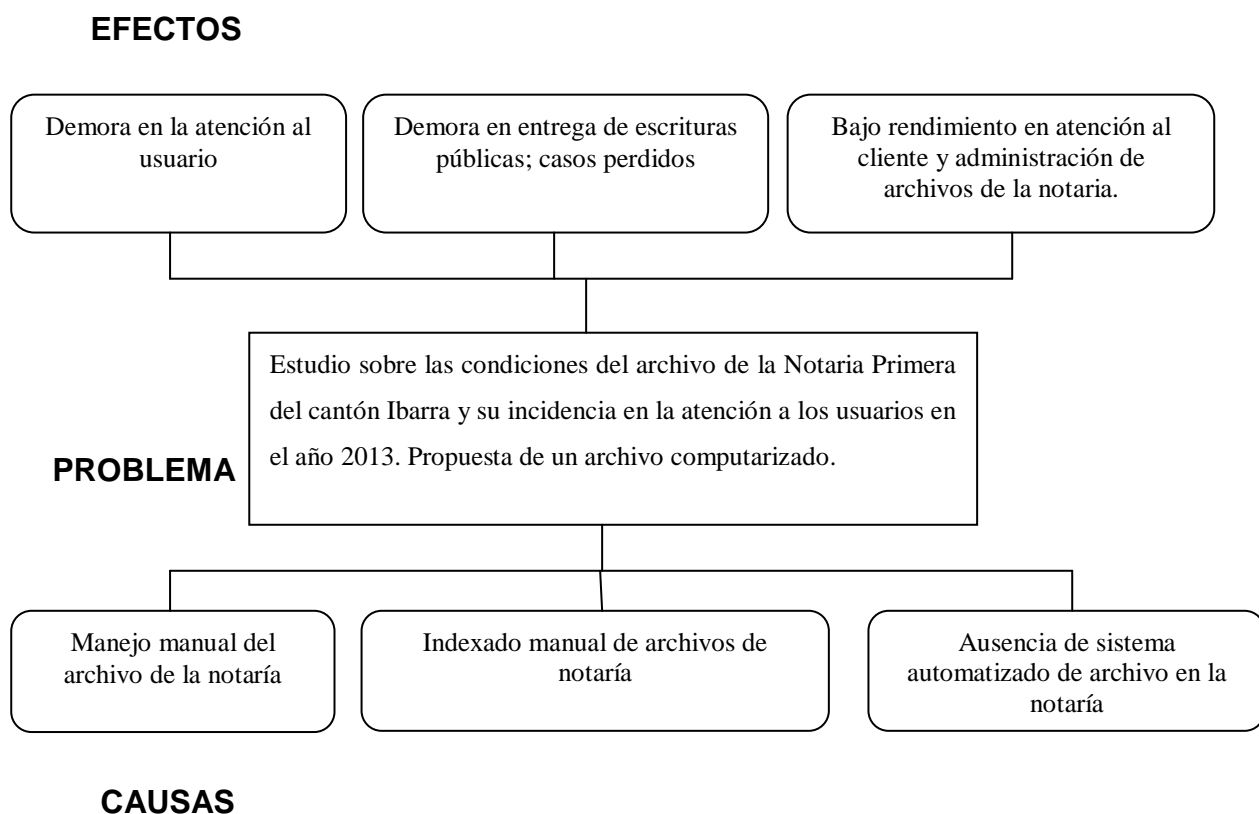 EFECTOS
Demora en la atención al
usuario
Demora en entrega de escrituras
públicas; casos perdidos
Bajo rendimiento en atención al
cliente y administración de
archivos de la notaria.
Estudio sobre las condiciones del archivo de la Notaria Primera
del cantón Ibarra y su incidencia en la atención a los usuarios en
el año 2013. Propuesta de un archivo computarizado.
PROBLEMA
Manejo manual del
archivo de la notaría
Indexado manual de archivos de
notaría
Ausencia de sistema
automatizado de archivo en la
notaría
CAUSAS